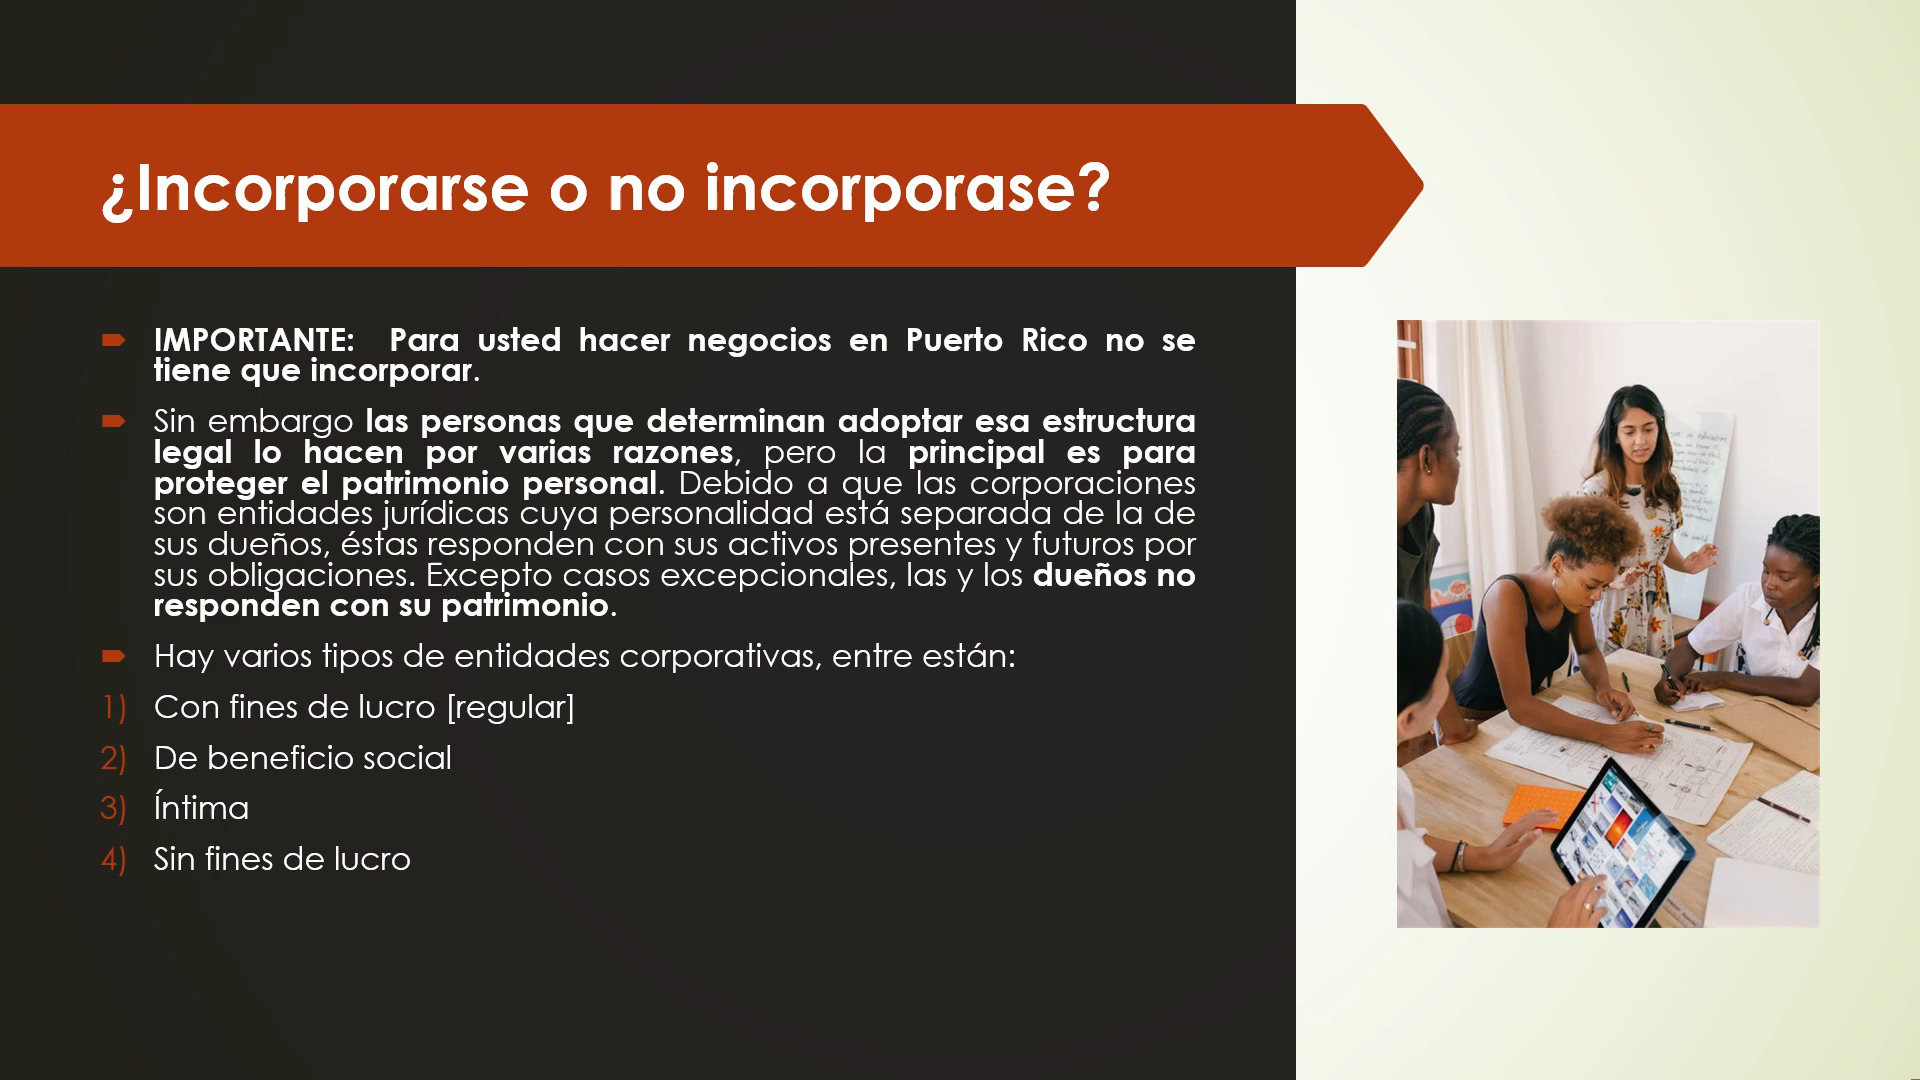 ¿Incorporarse o no incorporase?
IMPORTANTE: Para usted hacer negocios en Puerto Rico no se
tiene que incorporar.
Sin embargo las personas que determinan adoptar esa estructura
legal lo hacen por varias razones, pero la principal es para
proteger el patrimonio personal. Debido a que las corporaciones
son entidades jurídicas cuya personalidad está separada de la de
sus dueños, éstas responden con sus activos presentes y futuros por
sus obligaciones. Excepto casos excepcionales, las y los dueños no
responden con su patrimonio.
Hay varios tipos de entidades corporativas, entre están:
1) Con fines de lucro [regular]
2) De beneficio social
3) Íntima
4) Sin fines de lucro